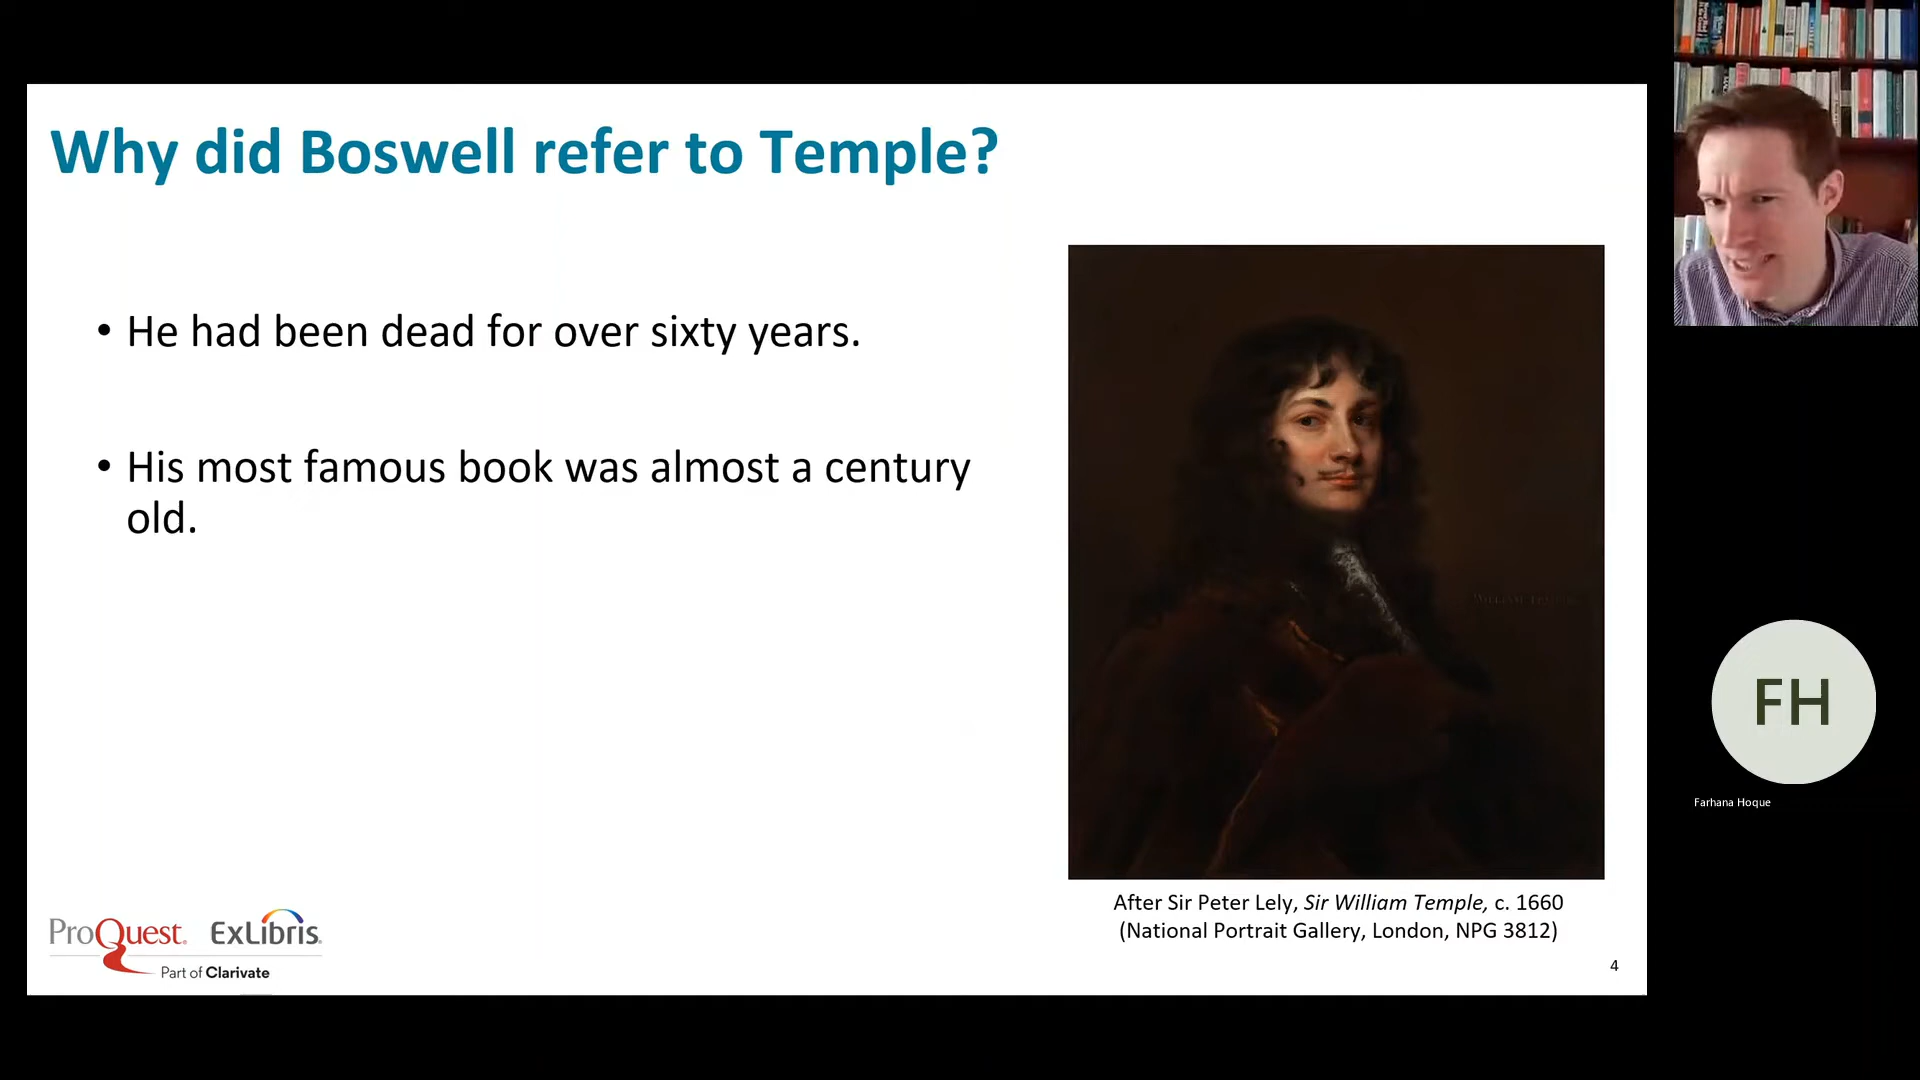 Why did Boswell refer to Temple?
• He had been dead for over sixty years.
• His most famous book was almost a century
old.
After Sir Peter Lely, Sir William Temple, c. 1660
(National Portrait Gallery, London, NPG 3812)
ProQuest. ExLibris.
Part of Clarivate
4
FH
Farhana Hoque